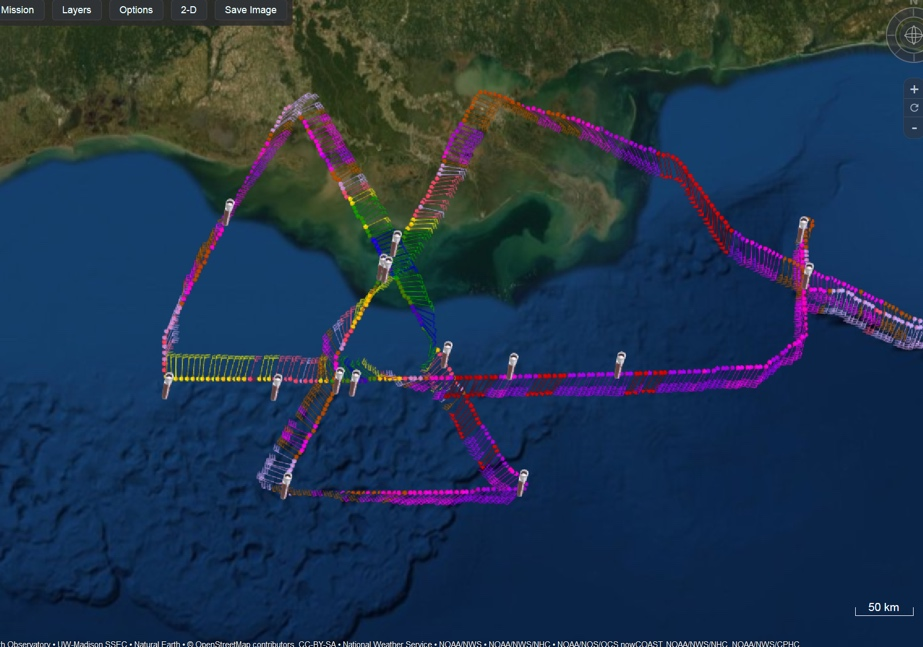 Mission Layers Options 2-D Save Image
+
-
50 km
h Observatory • UW-Madison SSEC • Natural Earth • © OpenStreetMap contributors, CC-BY-SA • National Weather Service • NOAA/NWS • NOAA/NWS/NHC • NOAA/NOS/OCS nowCOAST, NOAA/NWS/NHC, NOAA/NWS/CPHC